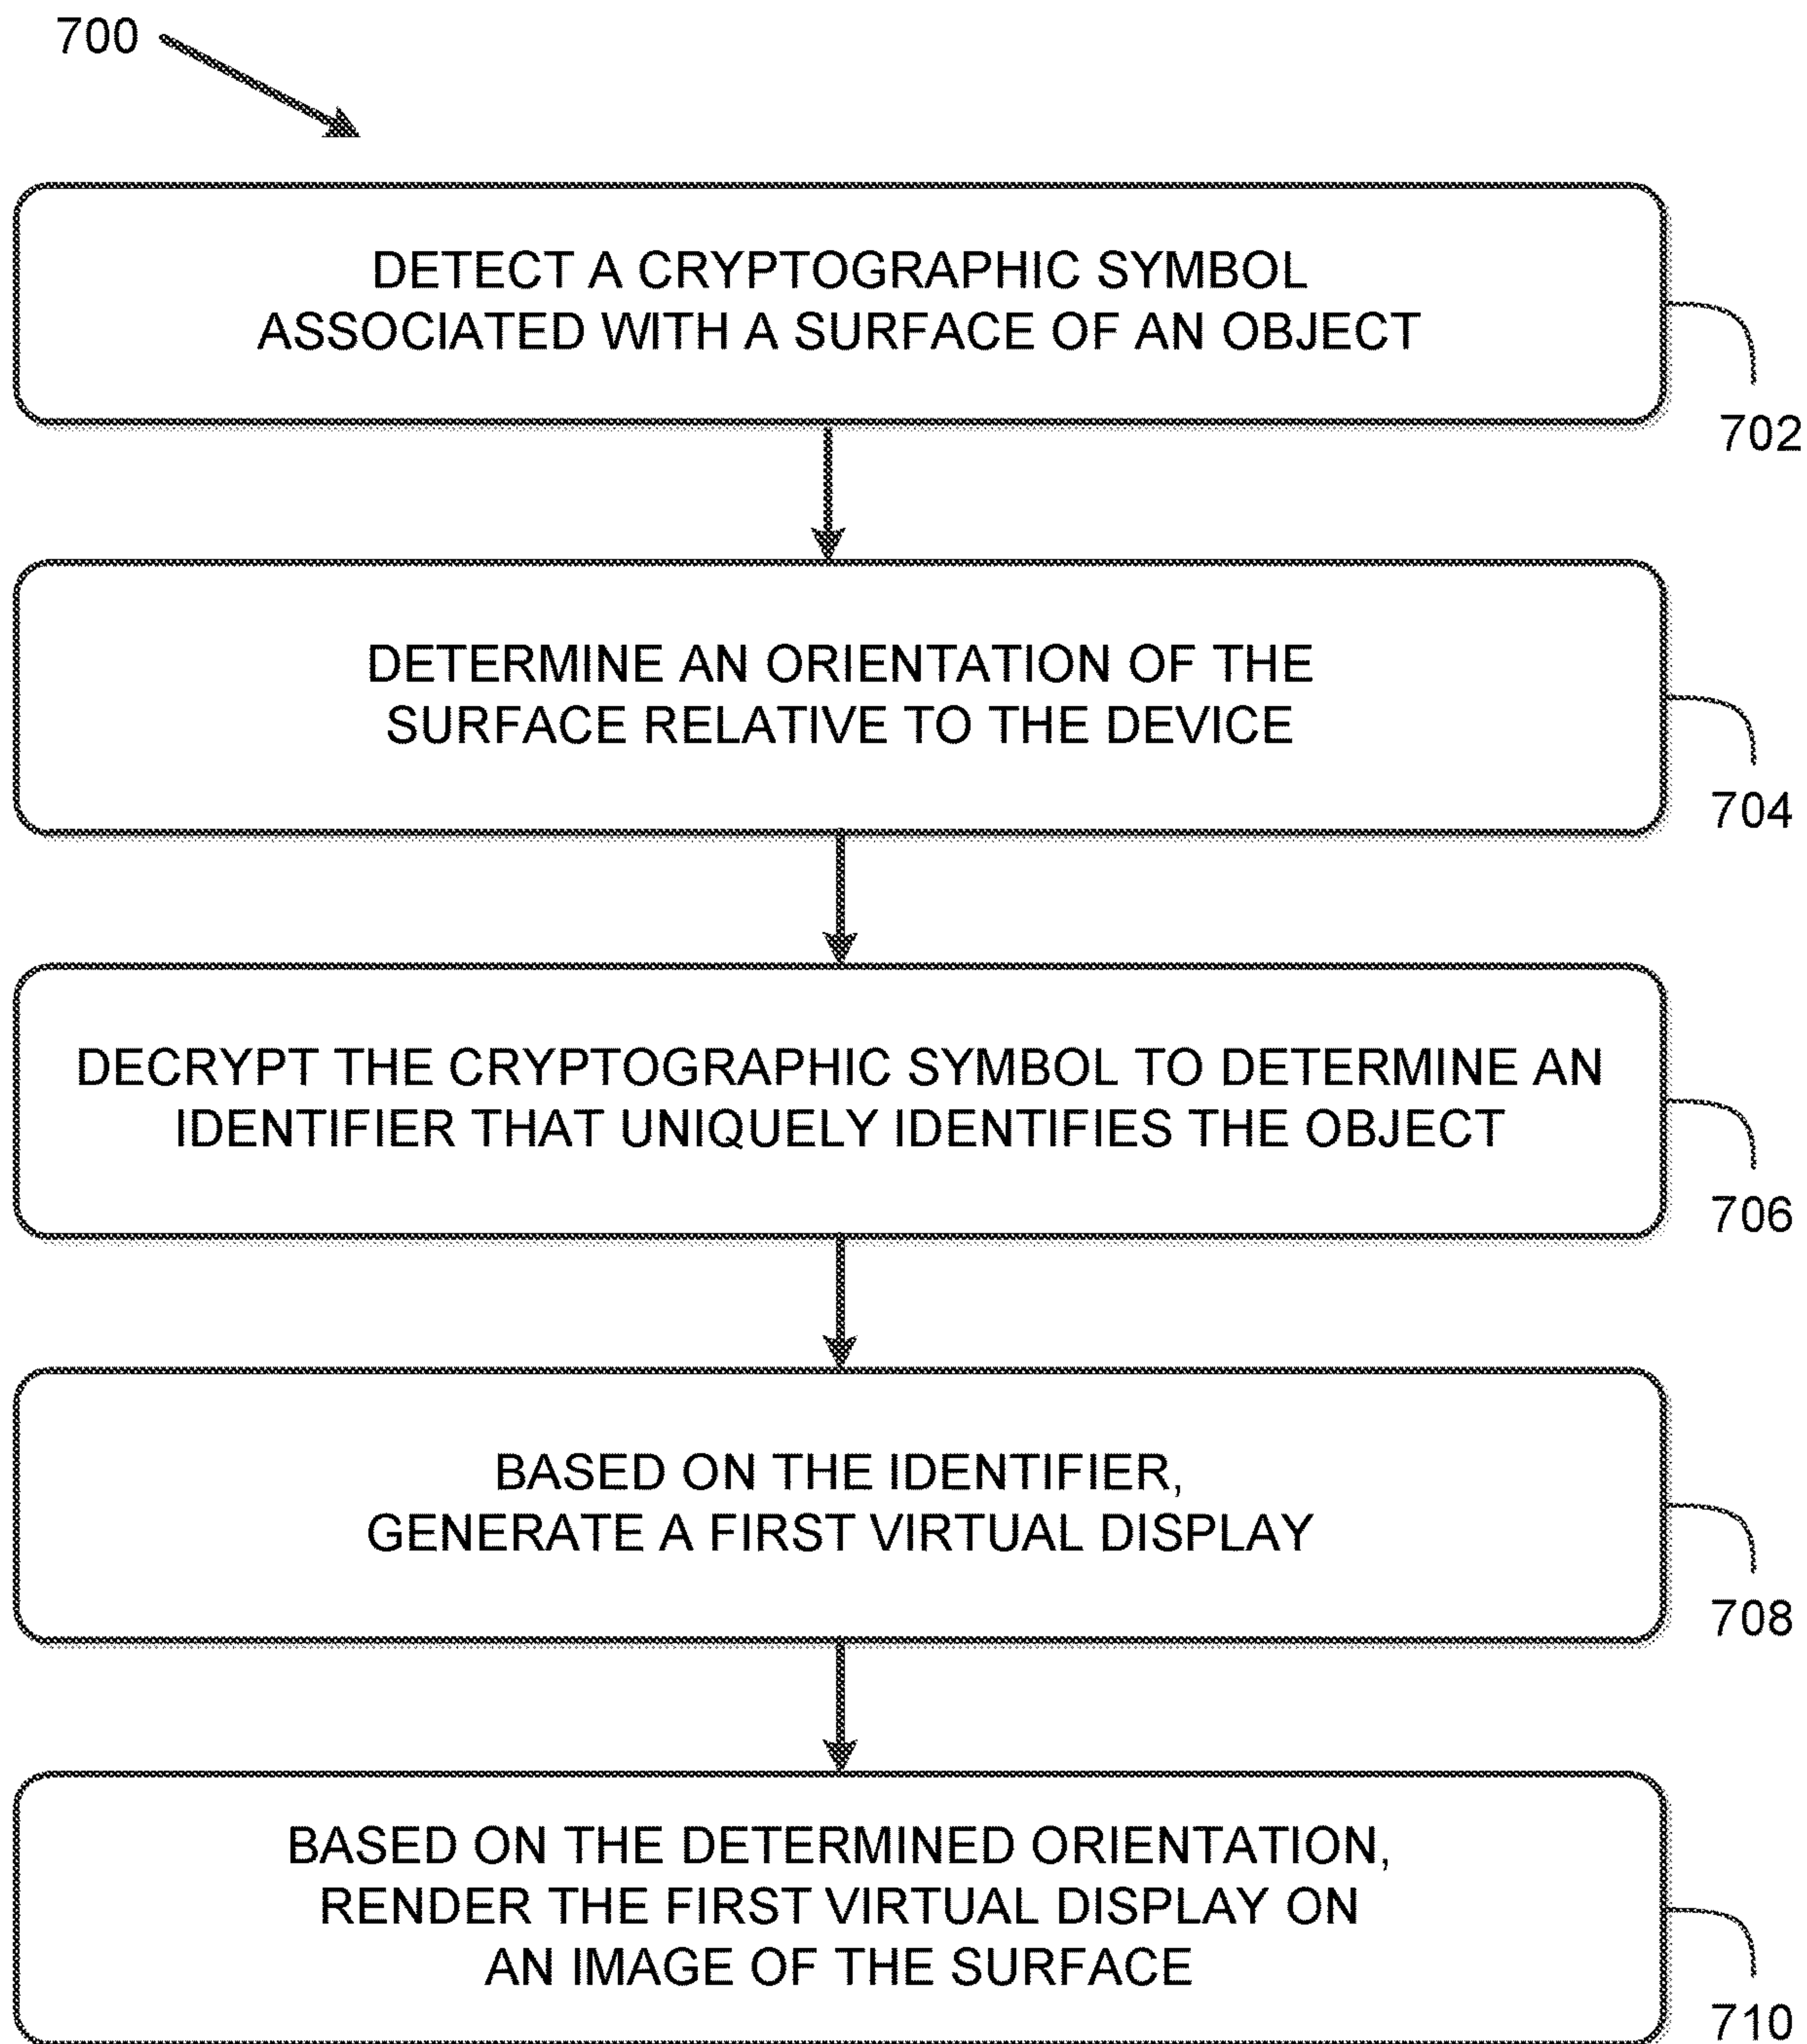 700
DETECT A CRYPTOGRAPHIC SYMBOL
ASSOCIATED WITH A SURFACE OF AN OBJECT
702
DETERMINE AN ORIENTATION OF THE
SURFACE RELATIVE TO THE DEVICE
704
DECRYPT THE CRYPTOGRAPHIC SYMBOL TO DETERMINE AN
IDENTIFIER THAT UNIQUELY IDENTIFIES THE OBJECT
706
BASED ON THE IDENTIFIER,
GENERATE A FIRST VIRTUAL DISPLAY
708
BASED ON THE DETERMINED ORIENTATION,
RENDER THE FIRST VIRTUAL DISPLAY ON
AN IMAGE OF THE SURFACE
710